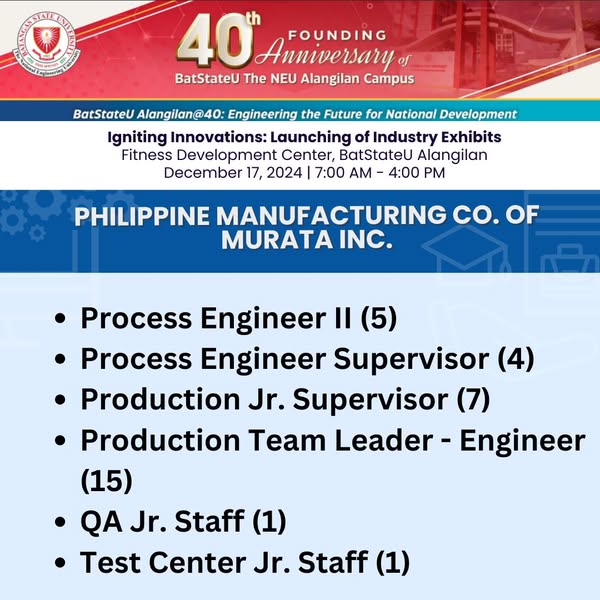 BATANGAS STATE UNIVERSITY
The National Engineering University
40th
FOUNDING
Anniversary of
BatStateU The NEU Alangilan Campus
BatStateU Alangilan@40: Engineering the Future for National Development
Igniting Innovations: Launching of Industry Exhibits
Fitness Development Center, BatStateU Alangilan
December 17, 2024 | 7:00 AM - 4:00 PM
PHILIPPINE MANUFACTURING CO. OF
MURATA INC.
• Process Engineer II (5)
• Process Engineer Supervisor (4)
• Production Jr. Supervisor (7)
• Production Team Leader - Engineer
(15)
• QA Jr. Staff (1)
• Test Center Jr. Staff (1)